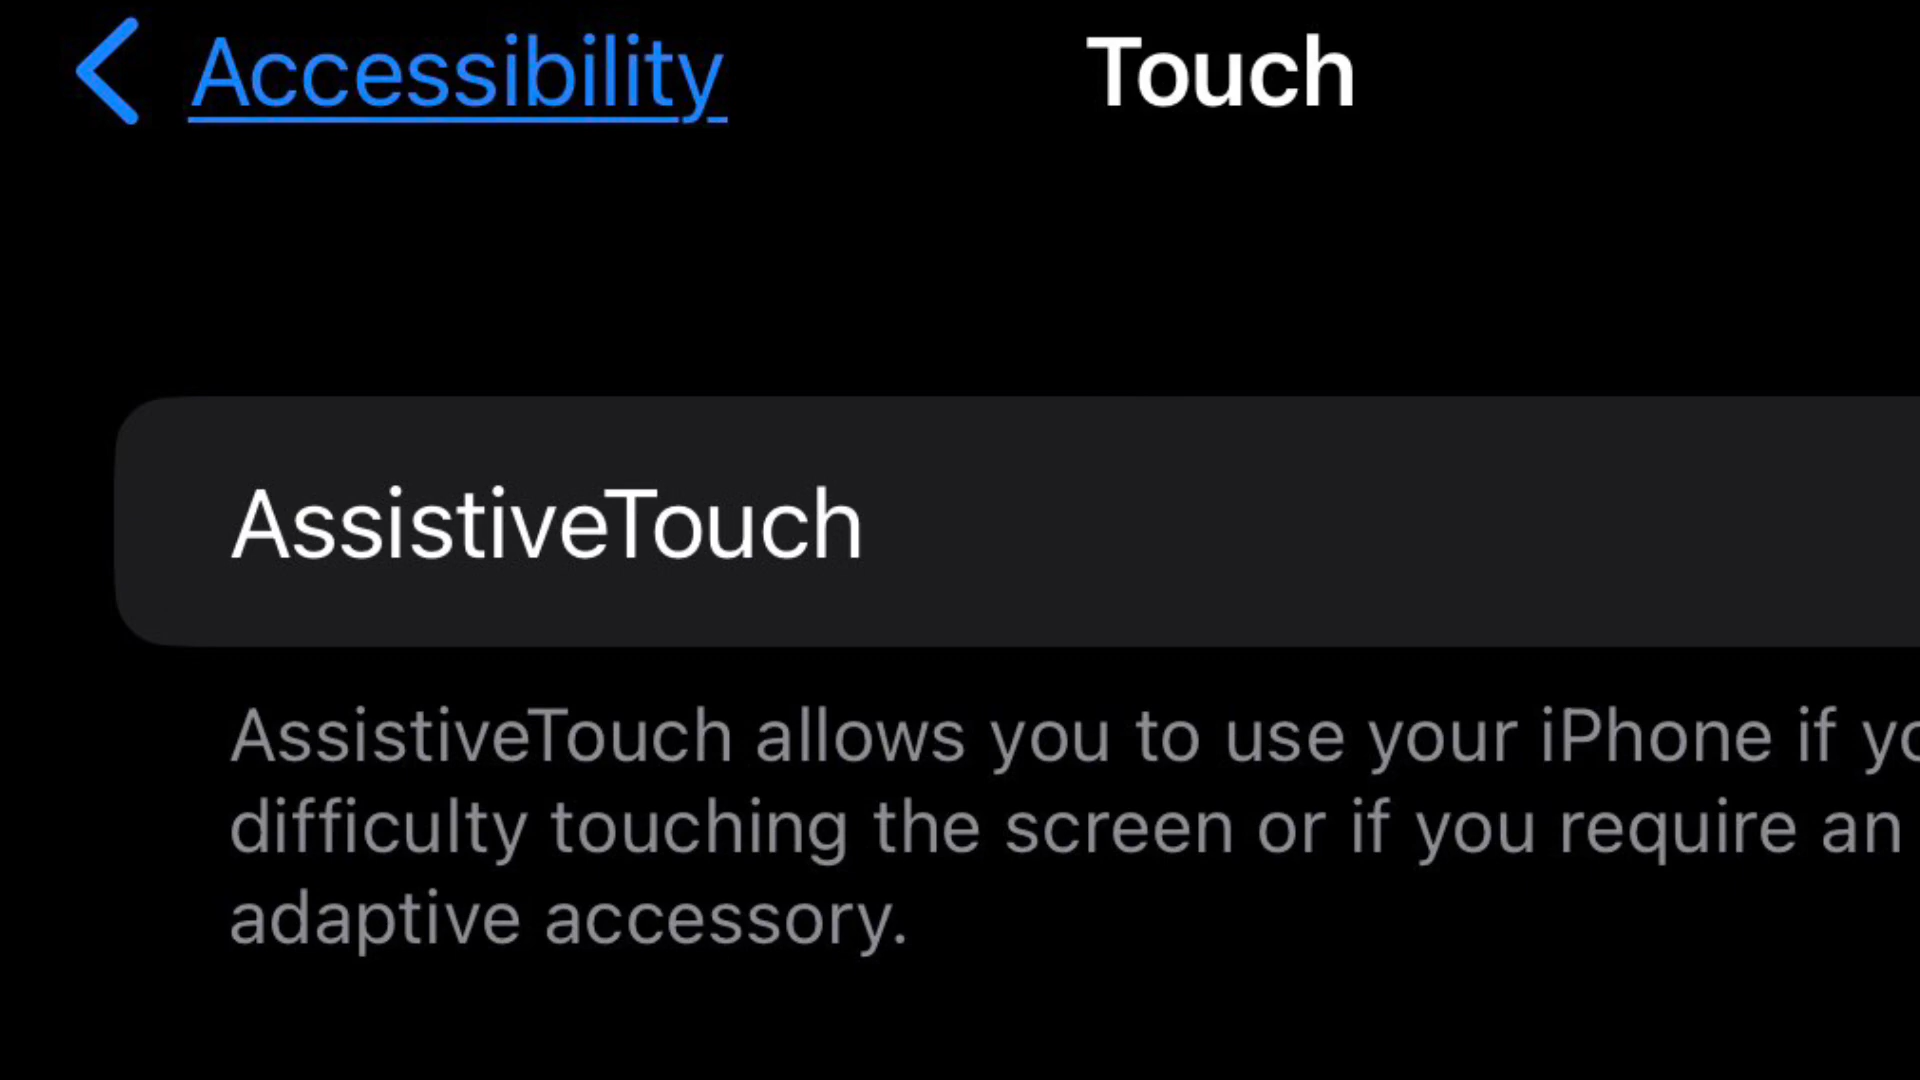 Accessibility
Touch
AssistiveTouch
AssistiveTouch allows you to use your iPhone if
difficulty touching the screen or if you require an
adaptive accessory.